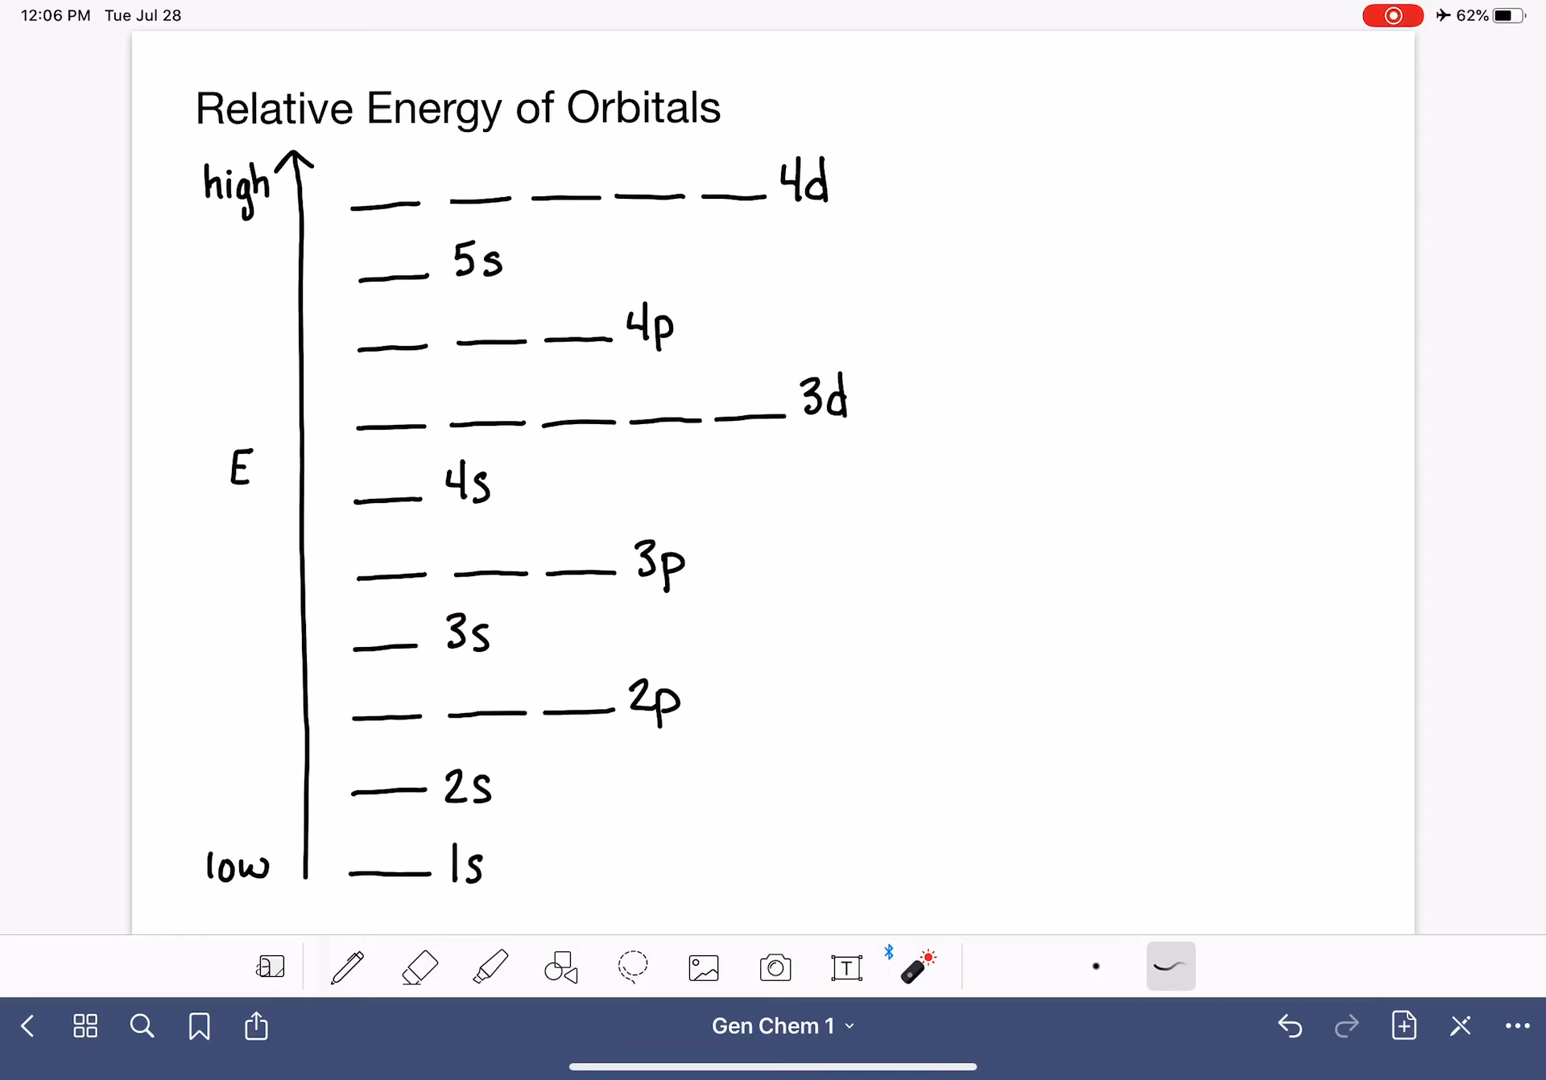 12:06 PM Tue Jul 28
62%
Relative Energy of Orbitals
high
4d
5s
4p
3d
E
4s
3p
3s
2p
2s
low
1s
T
Gen Chem 1